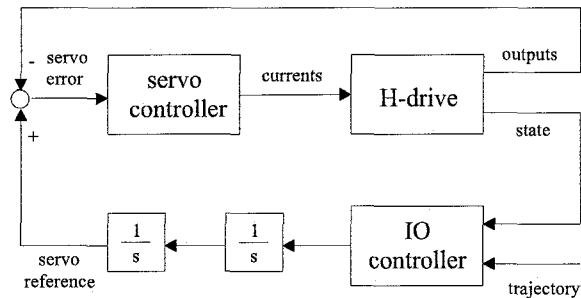 outputs
- servo
error
servo
controller
currents
H-drive
state
+
1
s
1
s
IO
controller
servo
reference
trajectory